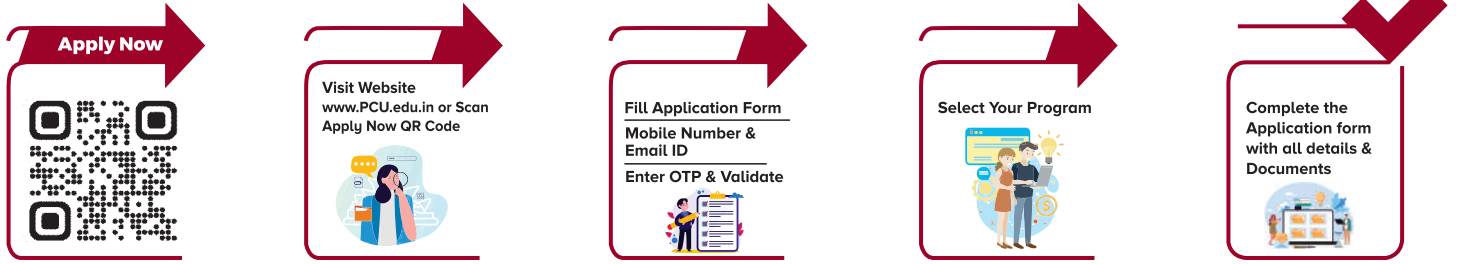 Apply Now
Visit Website
www.PCU.edu.in or Scan
Apply Now QR Code
Fill Application Form
Mobile Number &
Email ID
Enter OTP & Validate
Select Your Program
Complete the
Application form
with all details &
Documents